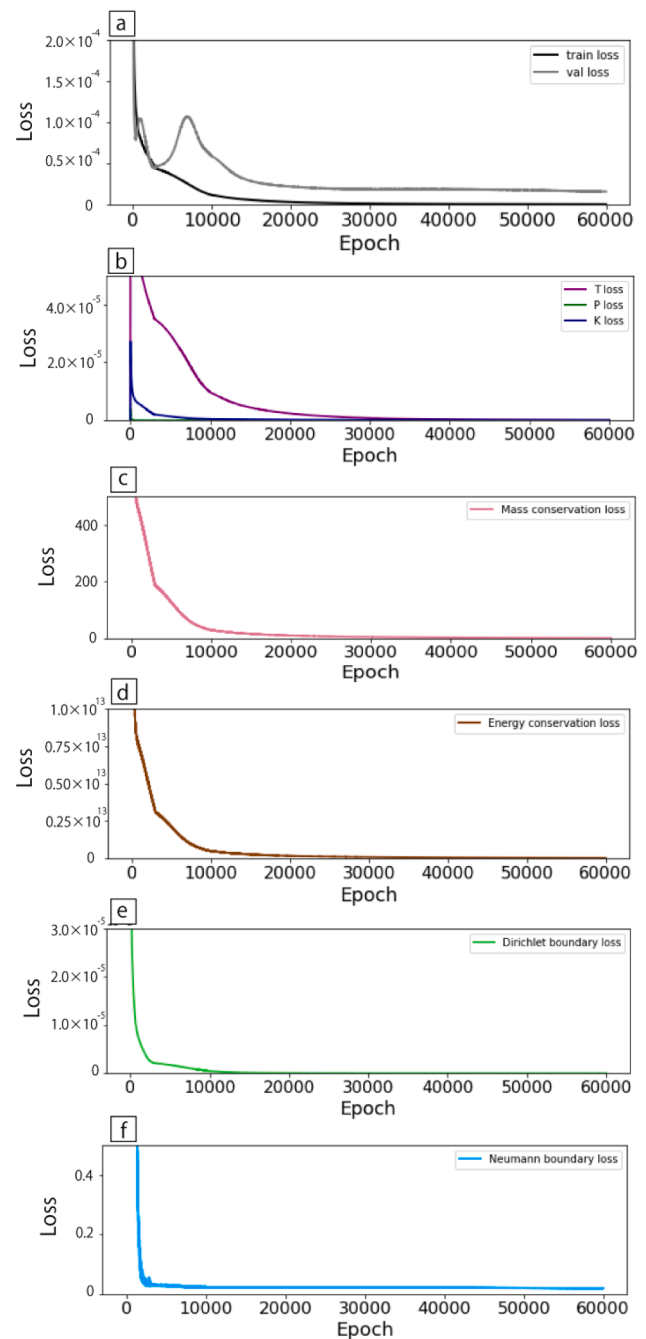 a
2.0×10⁻⁴
1.5×10⁻⁴
1.0×10⁻⁴
0.5×10⁻⁴
0
Loss
train loss
val loss
0 10000 20000 30000 40000 50000 60000
Epoch
b
4.0×10⁻⁵
2.0×10⁻⁵
0
Loss
T loss
P loss
K loss
0 10000 20000 30000 40000 50000 60000
Epoch
c
400
200
0
Loss
Mass conservation loss
0 10000 20000 30000 40000 50000 60000
Epoch
d
1.0×10¹³
0.75×10¹³
0.50×10¹³
0.25×10¹³
0
Loss
Energy conservation loss
0 10000 20000 30000 40000 50000 60000
Epoch
e
3.0×10⁻⁵
2.0×10⁻⁵
1.0×10⁻⁵
0
Loss
Dirichlet boundary loss
0 10000 20000 30000 40000 50000 60000
Epoch
f
0.4
0.2
0
Loss
Neumann boundary loss
0 10000 20000 30000 40000 50000 60000
Epoch